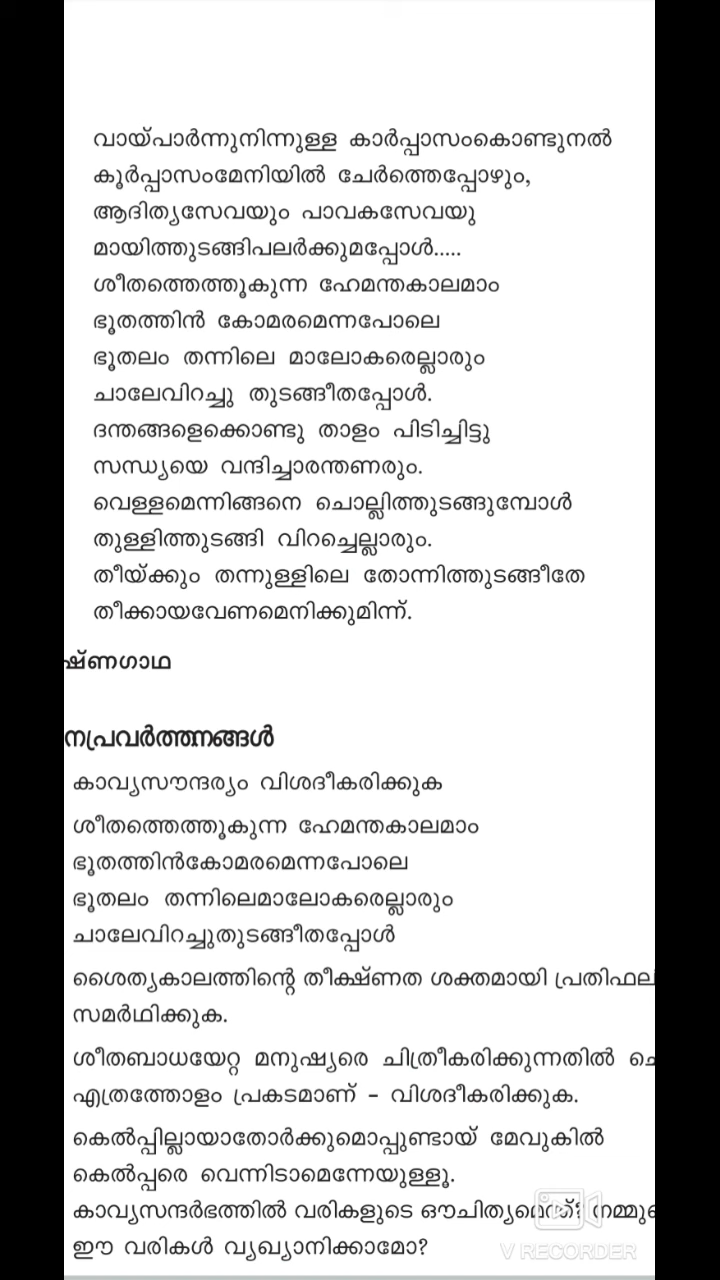 വായ്പാർന്നുനിന്നുള്ള കാർപ്പാസംകൊണ്ടുനൽ
കൂർപ്പാസംമേനിയിൽ ചേർത്തെപ്പോഴും,
ആദിത്യസേവയും പാവകസേവയു
മായിത്തുടങ്ങിപലർക്കുമപ്പോൾ.....
ശീതത്തെത്തൂകുന്ന ഹേമന്തകാലമാം
ഭൂതത്തിൻ കോമരമെന്നപോലെ
ഭൂതലം തന്നിലെ മാലോകരെല്ലാരും
ചാലേവിറച്ചു തുടങ്ങീതപ്പോൾ.
ദന്തങ്ങളെക്കൊണ്ടു താളം പിടിച്ചിട്ടു
സന്ധ്യയെ വന്ദിച്ചാരന്തണരും.
വെള്ളമെന്നിങ്ങനെ ചൊല്ലിത്തുടങ്ങുമ്പോൾ
തുള്ളിത്തുടങ്ങി വിറച്ചെല്ലാരും.
തീയ്ക്കും തന്നുള്ളിലെ തോന്നിത്തുടങ്ങീതേ
തീക്കായവേണമെനിക്കുമിന്ന്.
ഷ്ണഗാഥ
നപ്രവർത്തനങ്ങൾ
കാവ്യസൗന്ദര്യം വിശദീകരിക്കുക
ശീതത്തെത്തൂകുന്ന ഹേമന്തകാലമാം
ഭൂതത്തിൻകോമരമെന്നപോലെ
ഭൂതലം തന്നിലെമാലോകരെല്ലാരും
ചാലേവിറച്ചുതുടങ്ങീതപ്പോൾ
ശൈത്യകാലത്തിന്റെ തീക്ഷ്ണത ശക്തമായി പ്രതിഫലി
സമർഥിക്കുക.
ശീതബാധയേറ്റ മനുഷ്യരെ ചിത്രീകരിക്കുന്നതിൽ ചെ
എത്രത്തോളം പ്രകടമാണ് - വിശദീകരിക്കുക.
കെൽപ്പില്ലായാതോർക്കുമൊപ്പുണ്ടായ് മേവുകിൽ
കെൽപ്പരെ വെന്നിടാമെന്നേയുള്ളൂ.
കാവ്യസന്ദർഭത്തിൽ വരികളുടെ ഔചിത്യമെന്ത്? നമ്മു
ഈ വരികൾ വ്യഖ്യാനിക്കാമോ?
V RECORDER